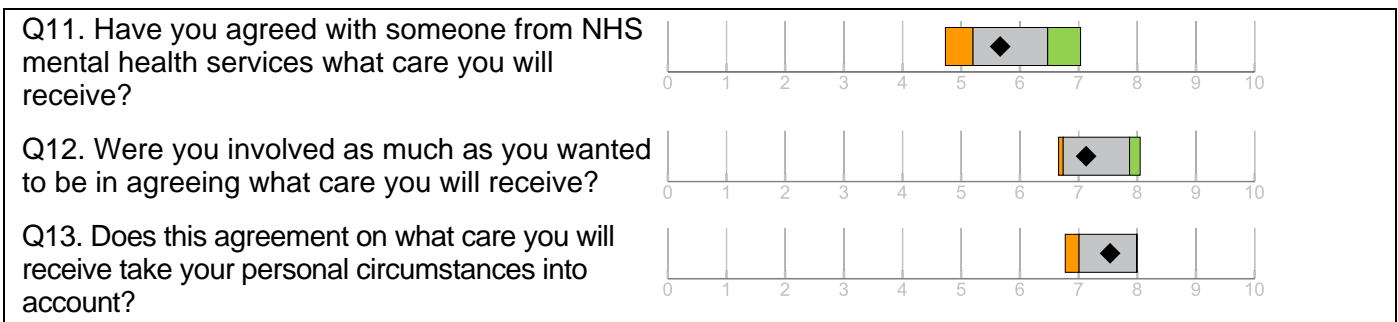 Q11. Have you agreed with someone from NHS
mental health services what care you will
receive?
0 1 2 3 4 5 6 7 8 9 10
Q12. Were you involved as much as you wanted
to be in agreeing what care you will receive?
0 1 2 3 4 5 6 7 8 9 10
Q13. Does this agreement on what care you will
receive take your personal circumstances into
account?
0 1 2 3 4 5 6 7 8 9 10